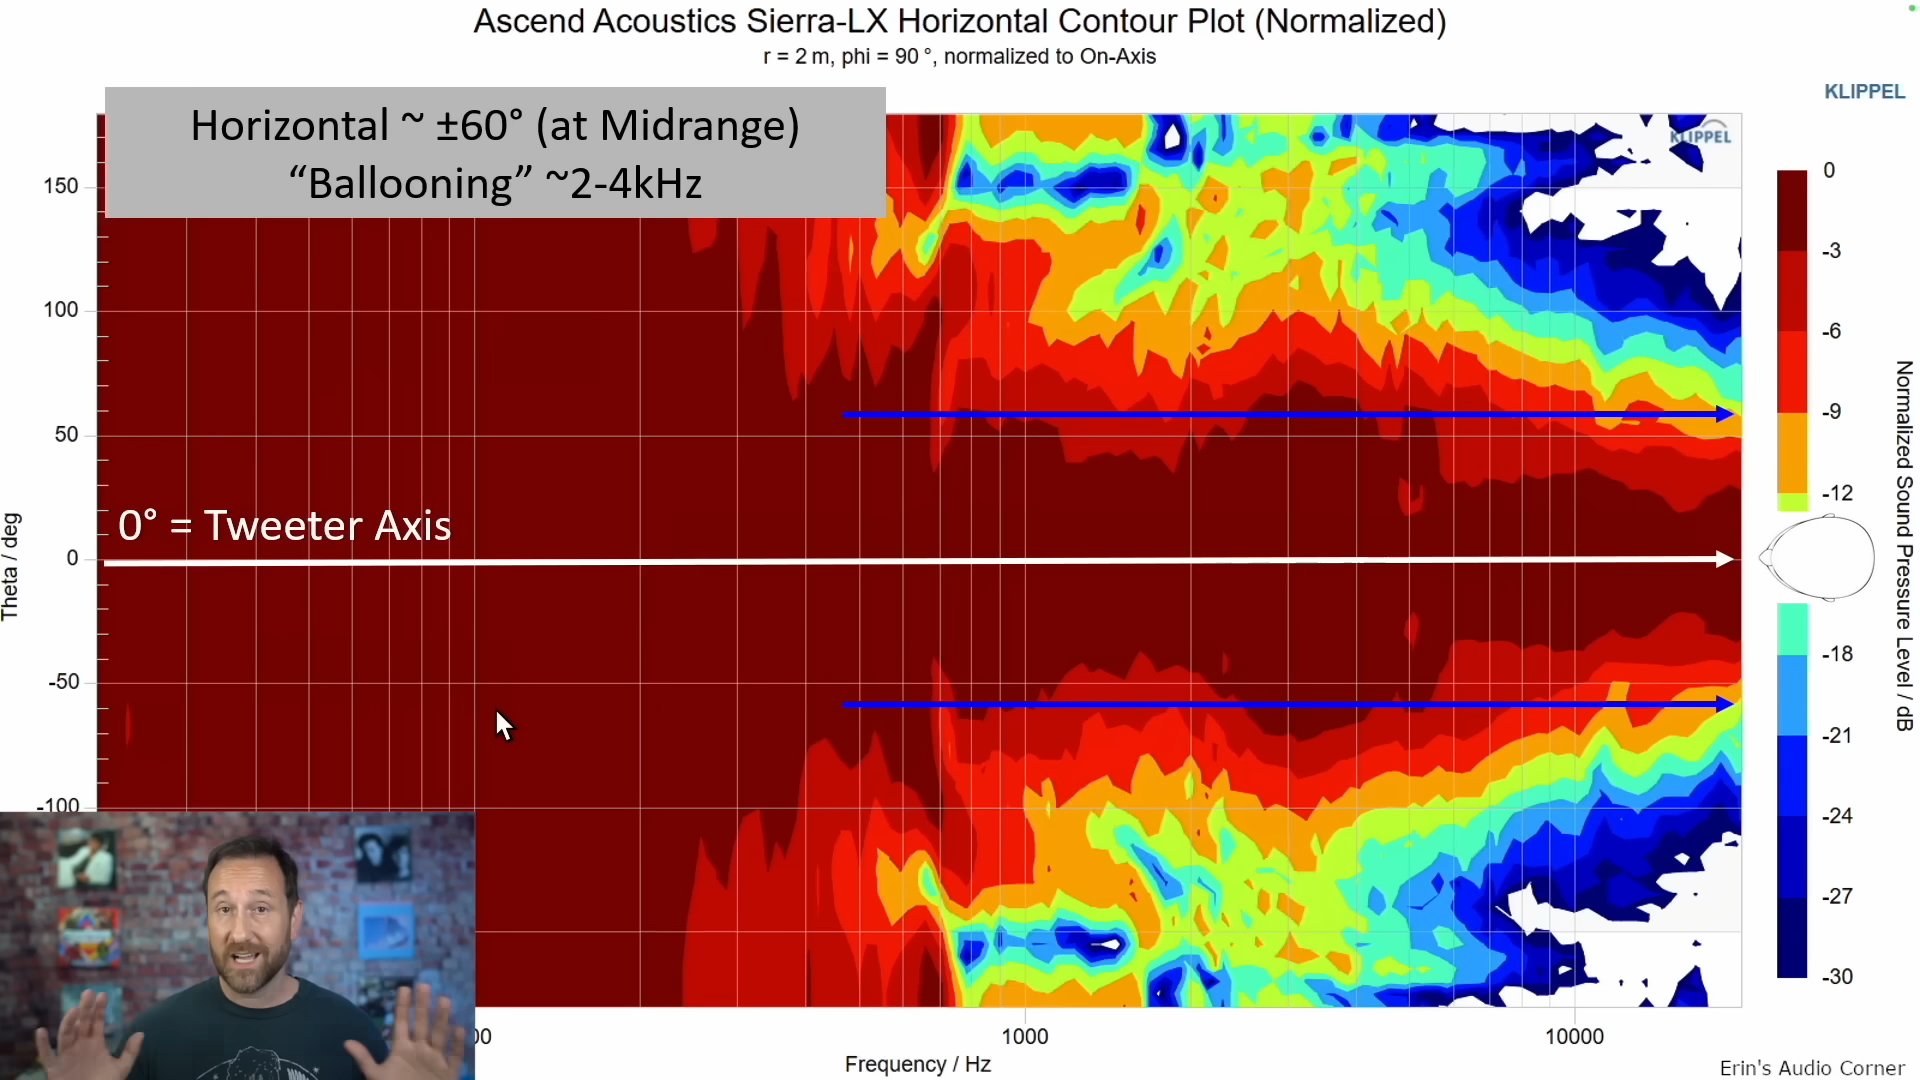 Ascend Acoustics Sierra-LX Horizontal Contour Plot (Normalized)
r = 2 m, phi = 90 °, normalized to On-Axis
KLIPPEL
KLIPPEL
Horizontal ~ ±60° (at Midrange)
“Ballooning” ~2-4kHz
150
100
50
0
-50
-100
Theta / deg
0° = Tweeter Axis
0
-3
-6
-9
-12
-18
-21
-24
-27
-30
Normalized Sound Pressure Level / dB
00
1000
10000
Frequency / Hz
Erin's Audio Corner